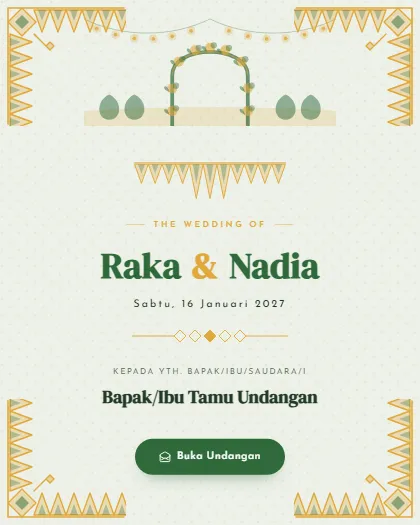 THE WEDDING OF
Raka & Nadia
Sabtu, 16 Januari 2027
KEPADA YTH. BAPAK/IBU/SAUDARA/I
Bapak/Ibu Tamu Undangan
Buka Undangan